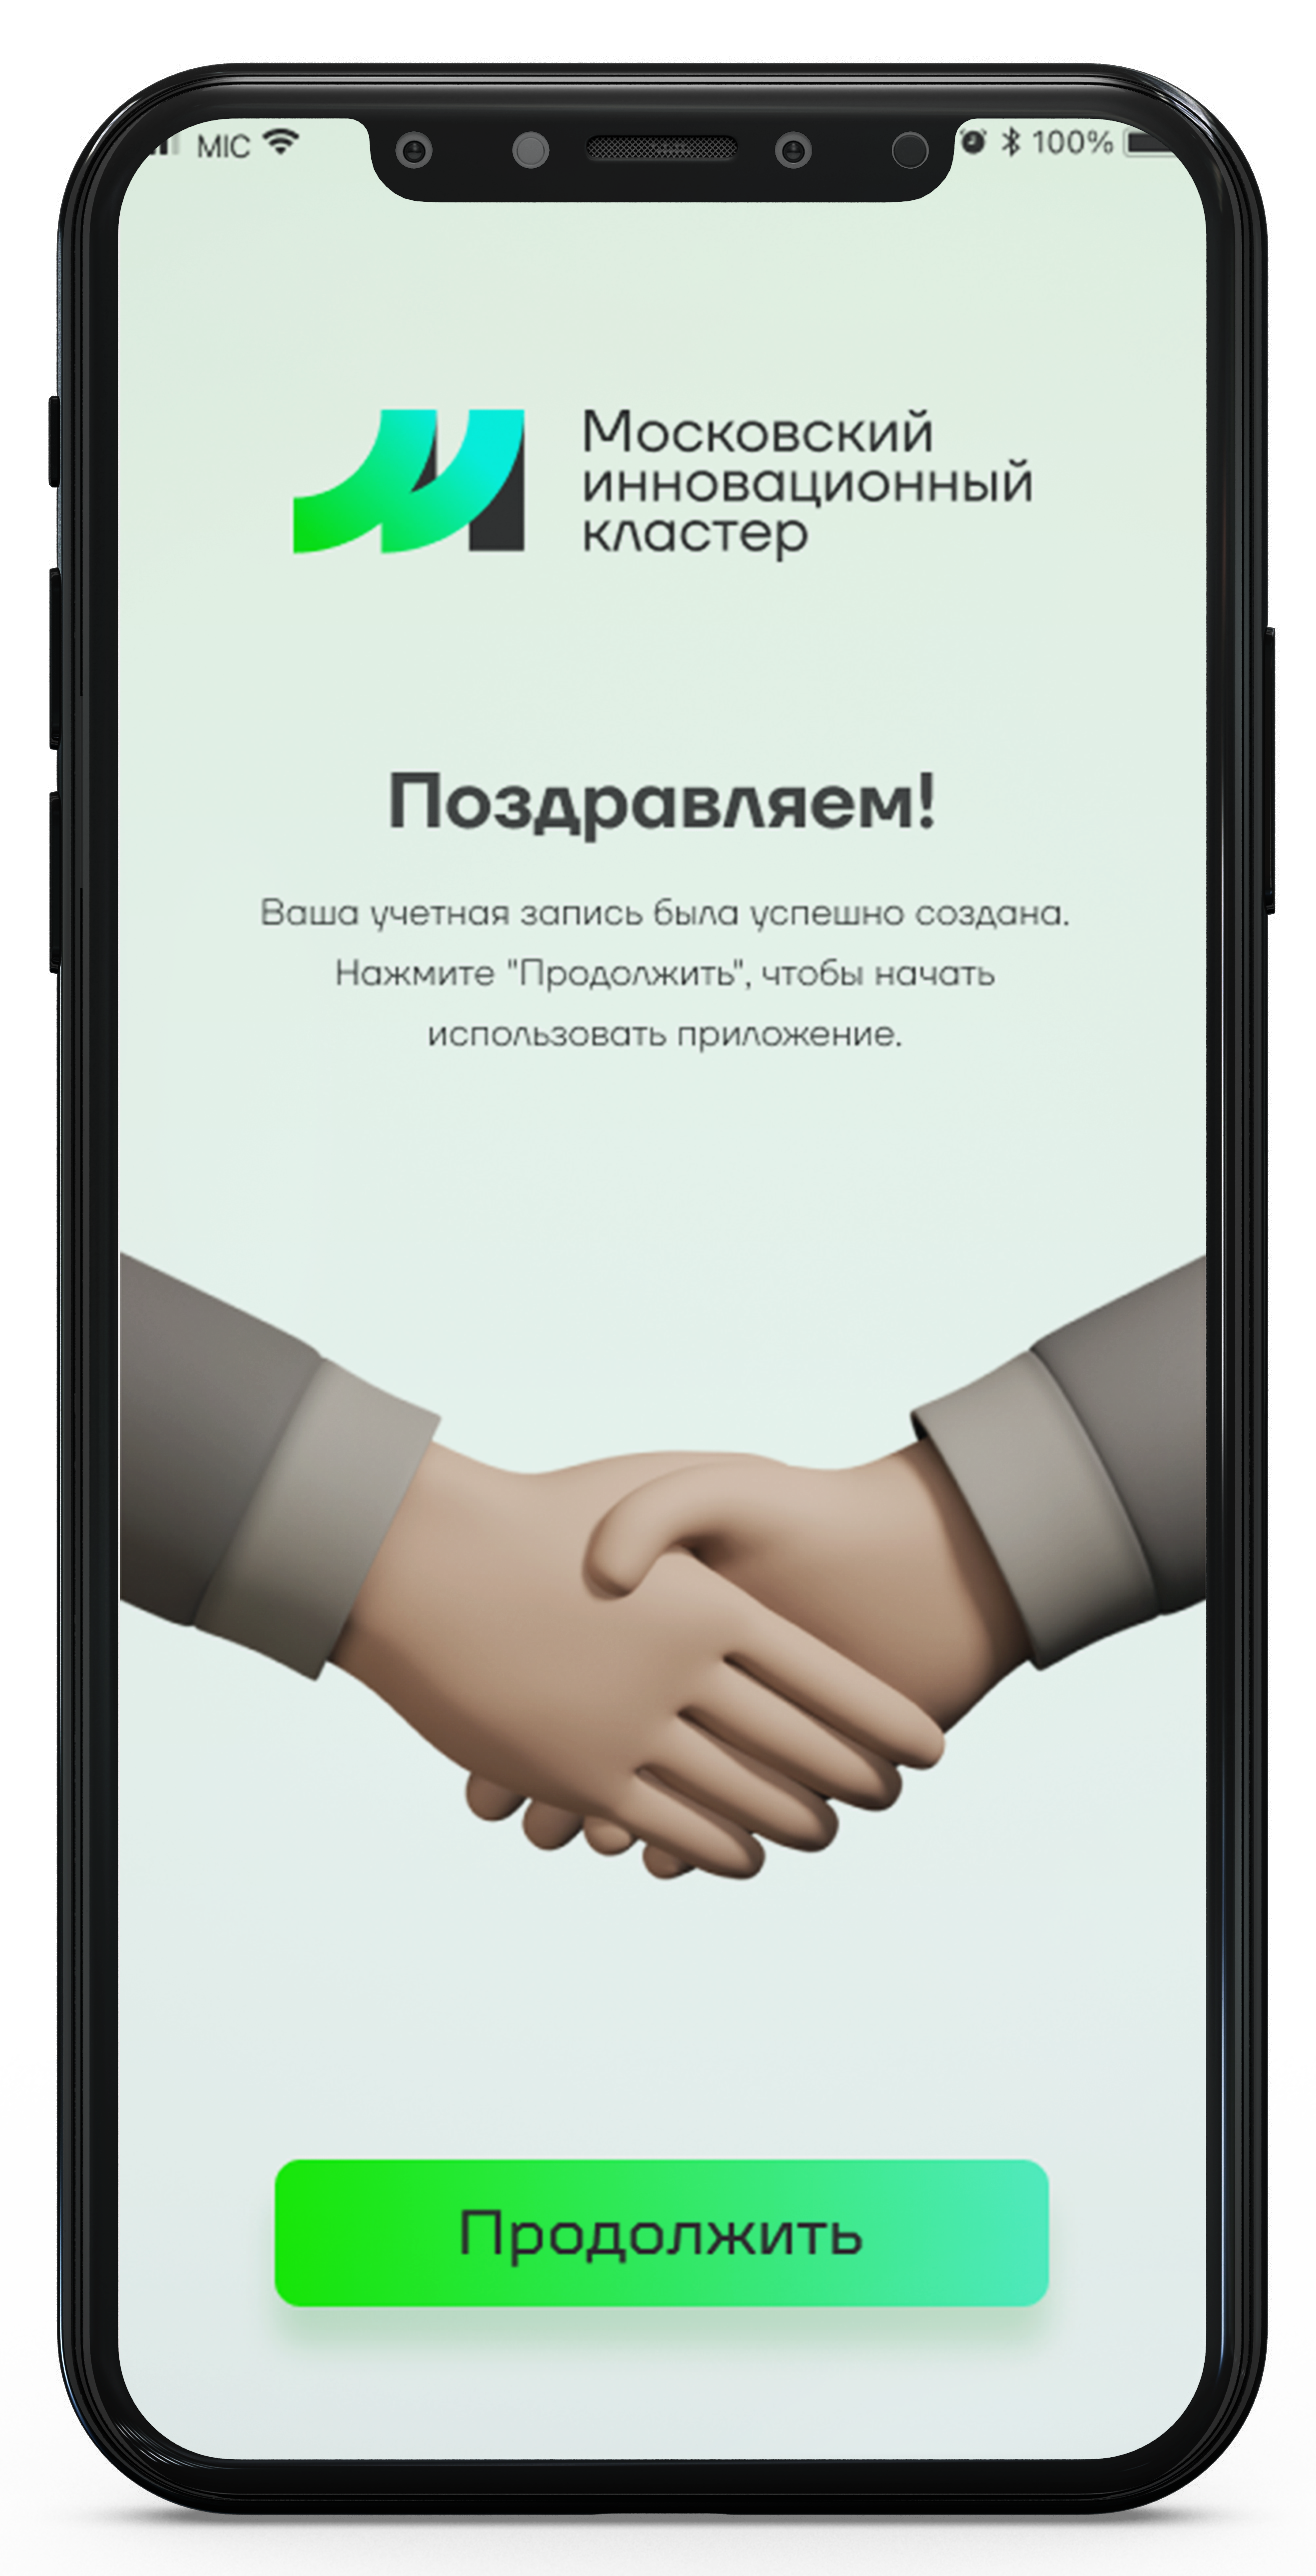 MIC 100%
Московский
инновационный
кластер
Поздравляем!
Ваша учетная запись была успешно создана.
Нажмите "Продолжить", чтобы начать
использовать приложение.
Продолжить